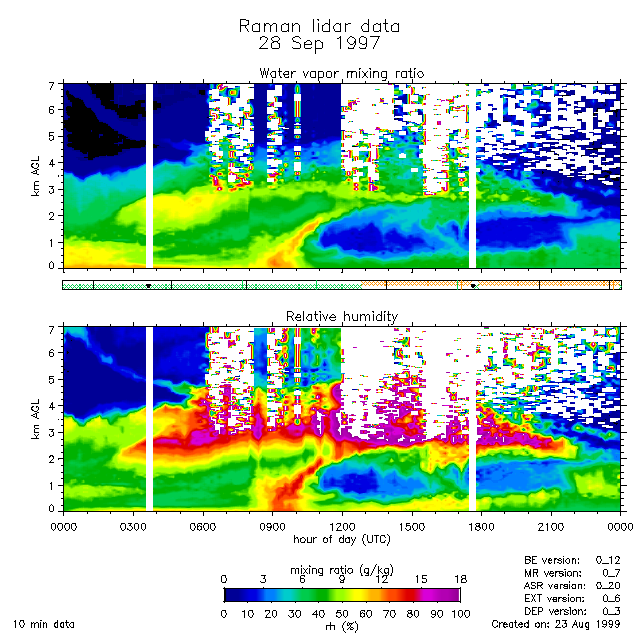 Raman lidar data
28 Sep 1997
Water vapor mixing ratio
7
6
5
4
3
2
1
0
km AGL
Relative humidity
7
6
5
4
3
2
1
0
km AGL
0000 0300 0600 0900 1200 1500 1800 2100 0000
hour of day (UTC)
mixing ratio (g/kg)
0 3 6 9 12 15 18
0 10 20 30 40 50 60 70 80 90 100
rh (%)
BE version: 0_12
MR version: 0_7
ASR version: 0_20
EXT version: 0_6
DEP version: 0_3
10 min data
Created on: 23 Aug 1999